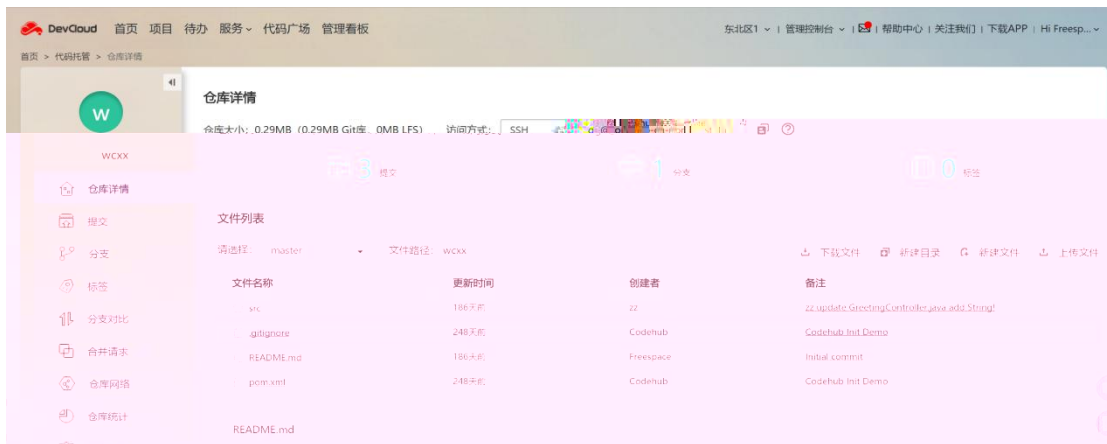 DevCloud 首页 项目 待办 服务 代码广场 管理看板 东北区1 | 管理控制台 | 帮助中心 | 关注我们 | 下载APP | Hi Freesp...
首页 > 代码托管 > 仓库详情
W
wcxx
仓库详情
提交
分支
标签
分支对比
合并请求
仓库网络
仓库统计
仓库详情
仓库大小: 0.29MB (0.29MB Git库, 0MB LFS) 访问方式: SSH
3 提交 1 分支 0 标签
文件列表
请选择: master 文件路径: wcxx 下载文件 新建目录 新建文件 上传文件
文件名称 更新时间 创建者 备注
src 186天前 zz zz update GreetingController.java add String!
.gitignore 248天前 Codehub Codehub Init Demo
README.md 186天前 Freespace Initial commit
pom.xml 248天前 Codehub Codehub Init Demo
README.md